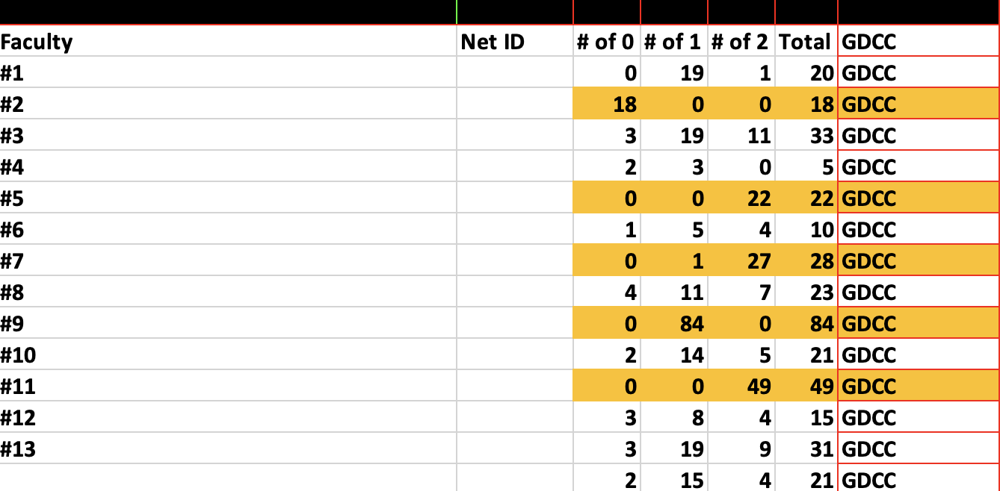 Faculty Net ID # of 0 # of 1 # of 2 Total GDCC
#1 0 19 1 20 GDCC
#2 18 0 0 18 GDCC
#3 3 19 11 33 GDCC
#4 2 3 0 5 GDCC
#5 0 0 22 22 GDCC
#6 1 5 4 10 GDCC
#7 0 1 27 28 GDCC
#8 4 11 7 23 GDCC
#9 0 84 0 84 GDCC
#10 2 14 5 21 GDCC
#11 0 0 49 49 GDCC
#12 3 8 4 15 GDCC
#13 3 19 9 31 GDCC
2 15 4 21 GDCC